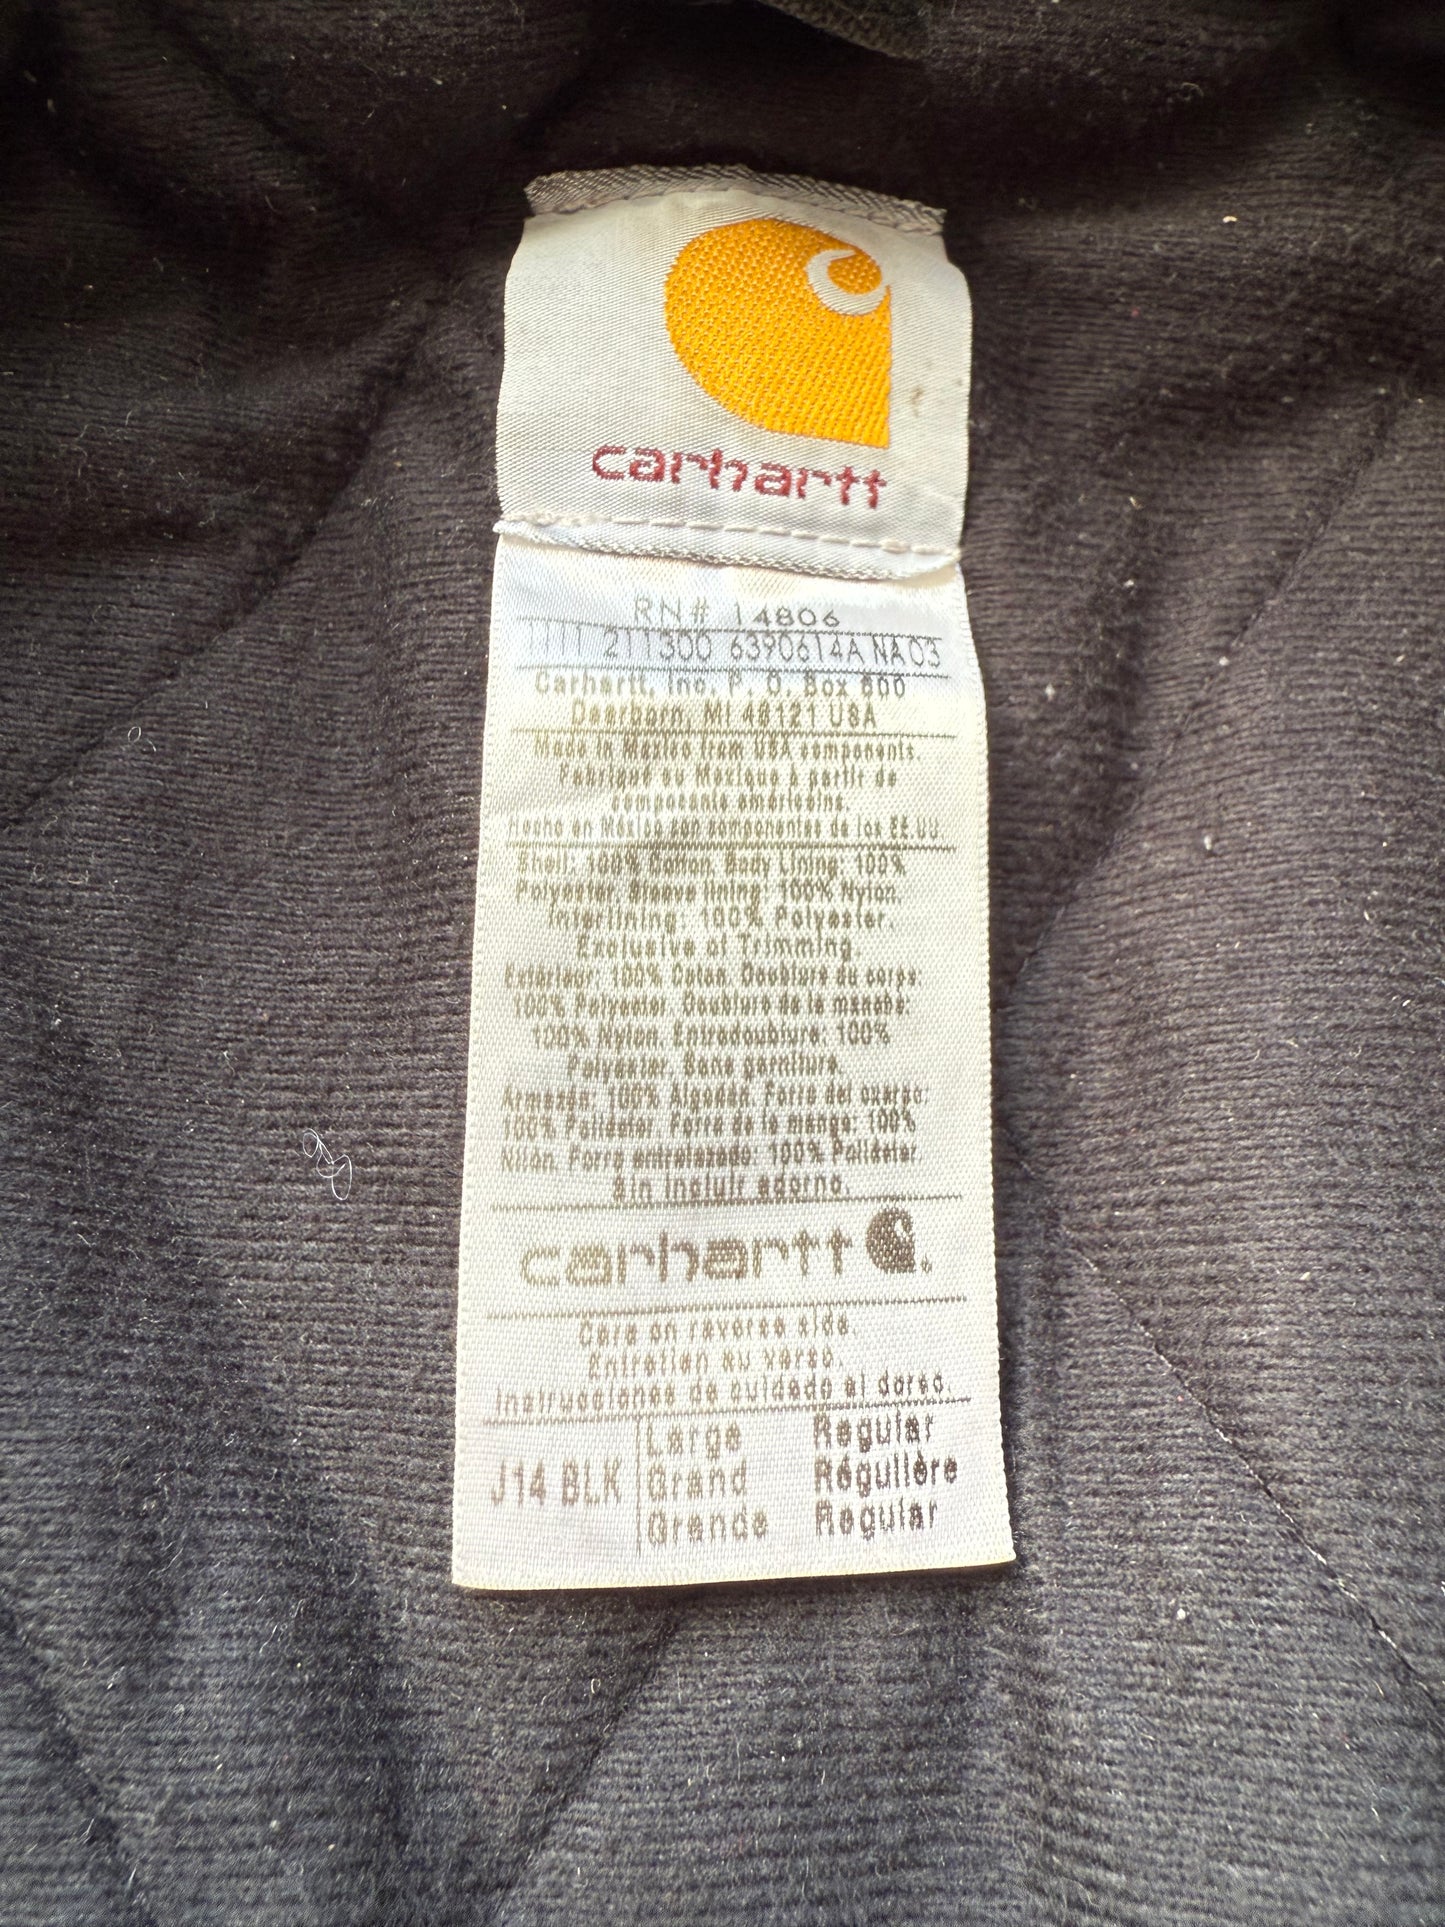 carhartt
RN# 14806
1111 211300 6390614A NA 03
Carhartt, Inc. P. O. Box 600
Dearborn, MI 48121 USA
Made in Mexico from USA components.
Fabriqué au Mexique à partir de
composants américains.
Hecho en México con componentes de los EE.UU.
Shell: 100% Cotton. Body Lining: 100%
Polyester. Sleeve lining: 100% Nylon.
Interlining: 100% Polyester.
Exclusive of Trimming.
Extérieur: 100% Coton. Doublure du corps:
100% Polyester. Doublure de la manche:
100% Nylon. Entredoublure: 100%
Polyester. Sans garniture.
Armazón: 100% Algodón. Forro del cuerpo:
100% Poliéster. Forro de la manga: 100%
Nilón. Forro entrelazado: 100% Poliéster.
Sin incluir adorno.
carhartt
Care on reverse side.
Entretien au verso.
Instrucciones de cuidado al dorso.
J14 BLK
Large Regular
Grand Régulière
Grande Regular